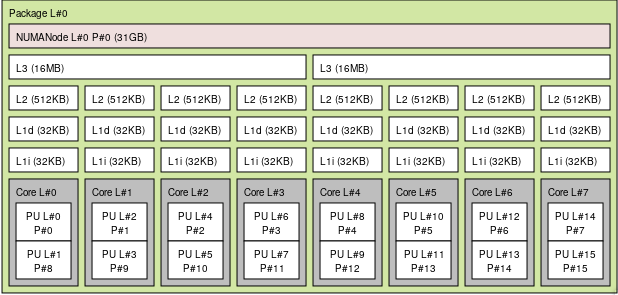 Package L#0
NUMANode L#0 P#0 (31GB)
L3 (16MB) L3 (16MB)
L2 (512KB) L2 (512KB) L2 (512KB) L2 (512KB) L2 (512KB) L2 (512KB) L2 (512KB) L2 (512KB)
L1d (32KB) L1d (32KB) L1d (32KB) L1d (32KB) L1d (32KB) L1d (32KB) L1d (32KB) L1d (32KB)
L1i (32KB) L1i (32KB) L1i (32KB) L1i (32KB) L1i (32KB) L1i (32KB) L1i (32KB) L1i (32KB)
Core L#0 Core L#1 Core L#2 Core L#3 Core L#4 Core L#5 Core L#6 Core L#7
PU L#0 PU L#2 PU L#4 PU L#6 PU L#8 PU L#10 PU L#12 PU L#14
P#0 P#1 P#2 P#3 P#4 P#5 P#6 P#7
PU L#1 PU L#3 PU L#5 PU L#7 PU L#9 PU L#11 PU L#13 PU L#15
P#8 P#9 P#10 P#11 P#12 P#13 P#14 P#15